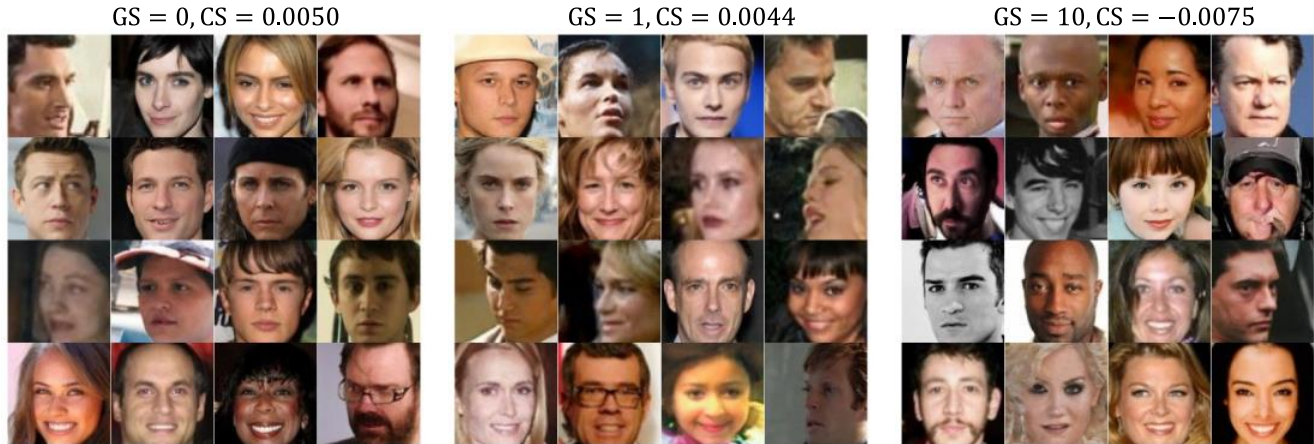 GS = 0, CS = 0.0050
GS = 1, CS = 0.0044
GS = 10, CS = −0.0075